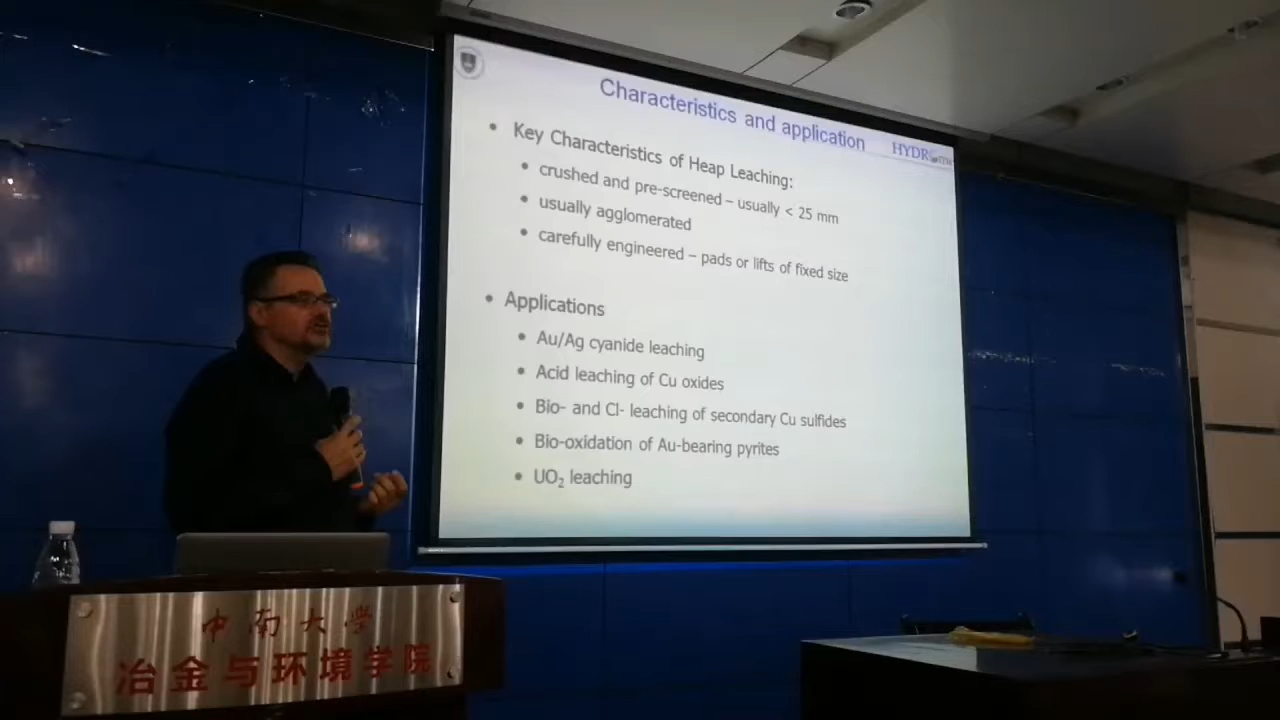 Characteristics and application
• Key Characteristics of Heap Leaching:
• crushed and pre-screened – usually < 25 mm
• usually agglomerated
• carefully engineered – pads or lifts of fixed size
• Applications
• Au/Ag cyanide leaching
• Acid leaching of Cu oxides
• Bio- and Cl- leaching of secondary Cu sulfides
• Bio-oxidation of Au-bearing pyrites
• UO₂ leaching
中南大学
冶金与环境学院